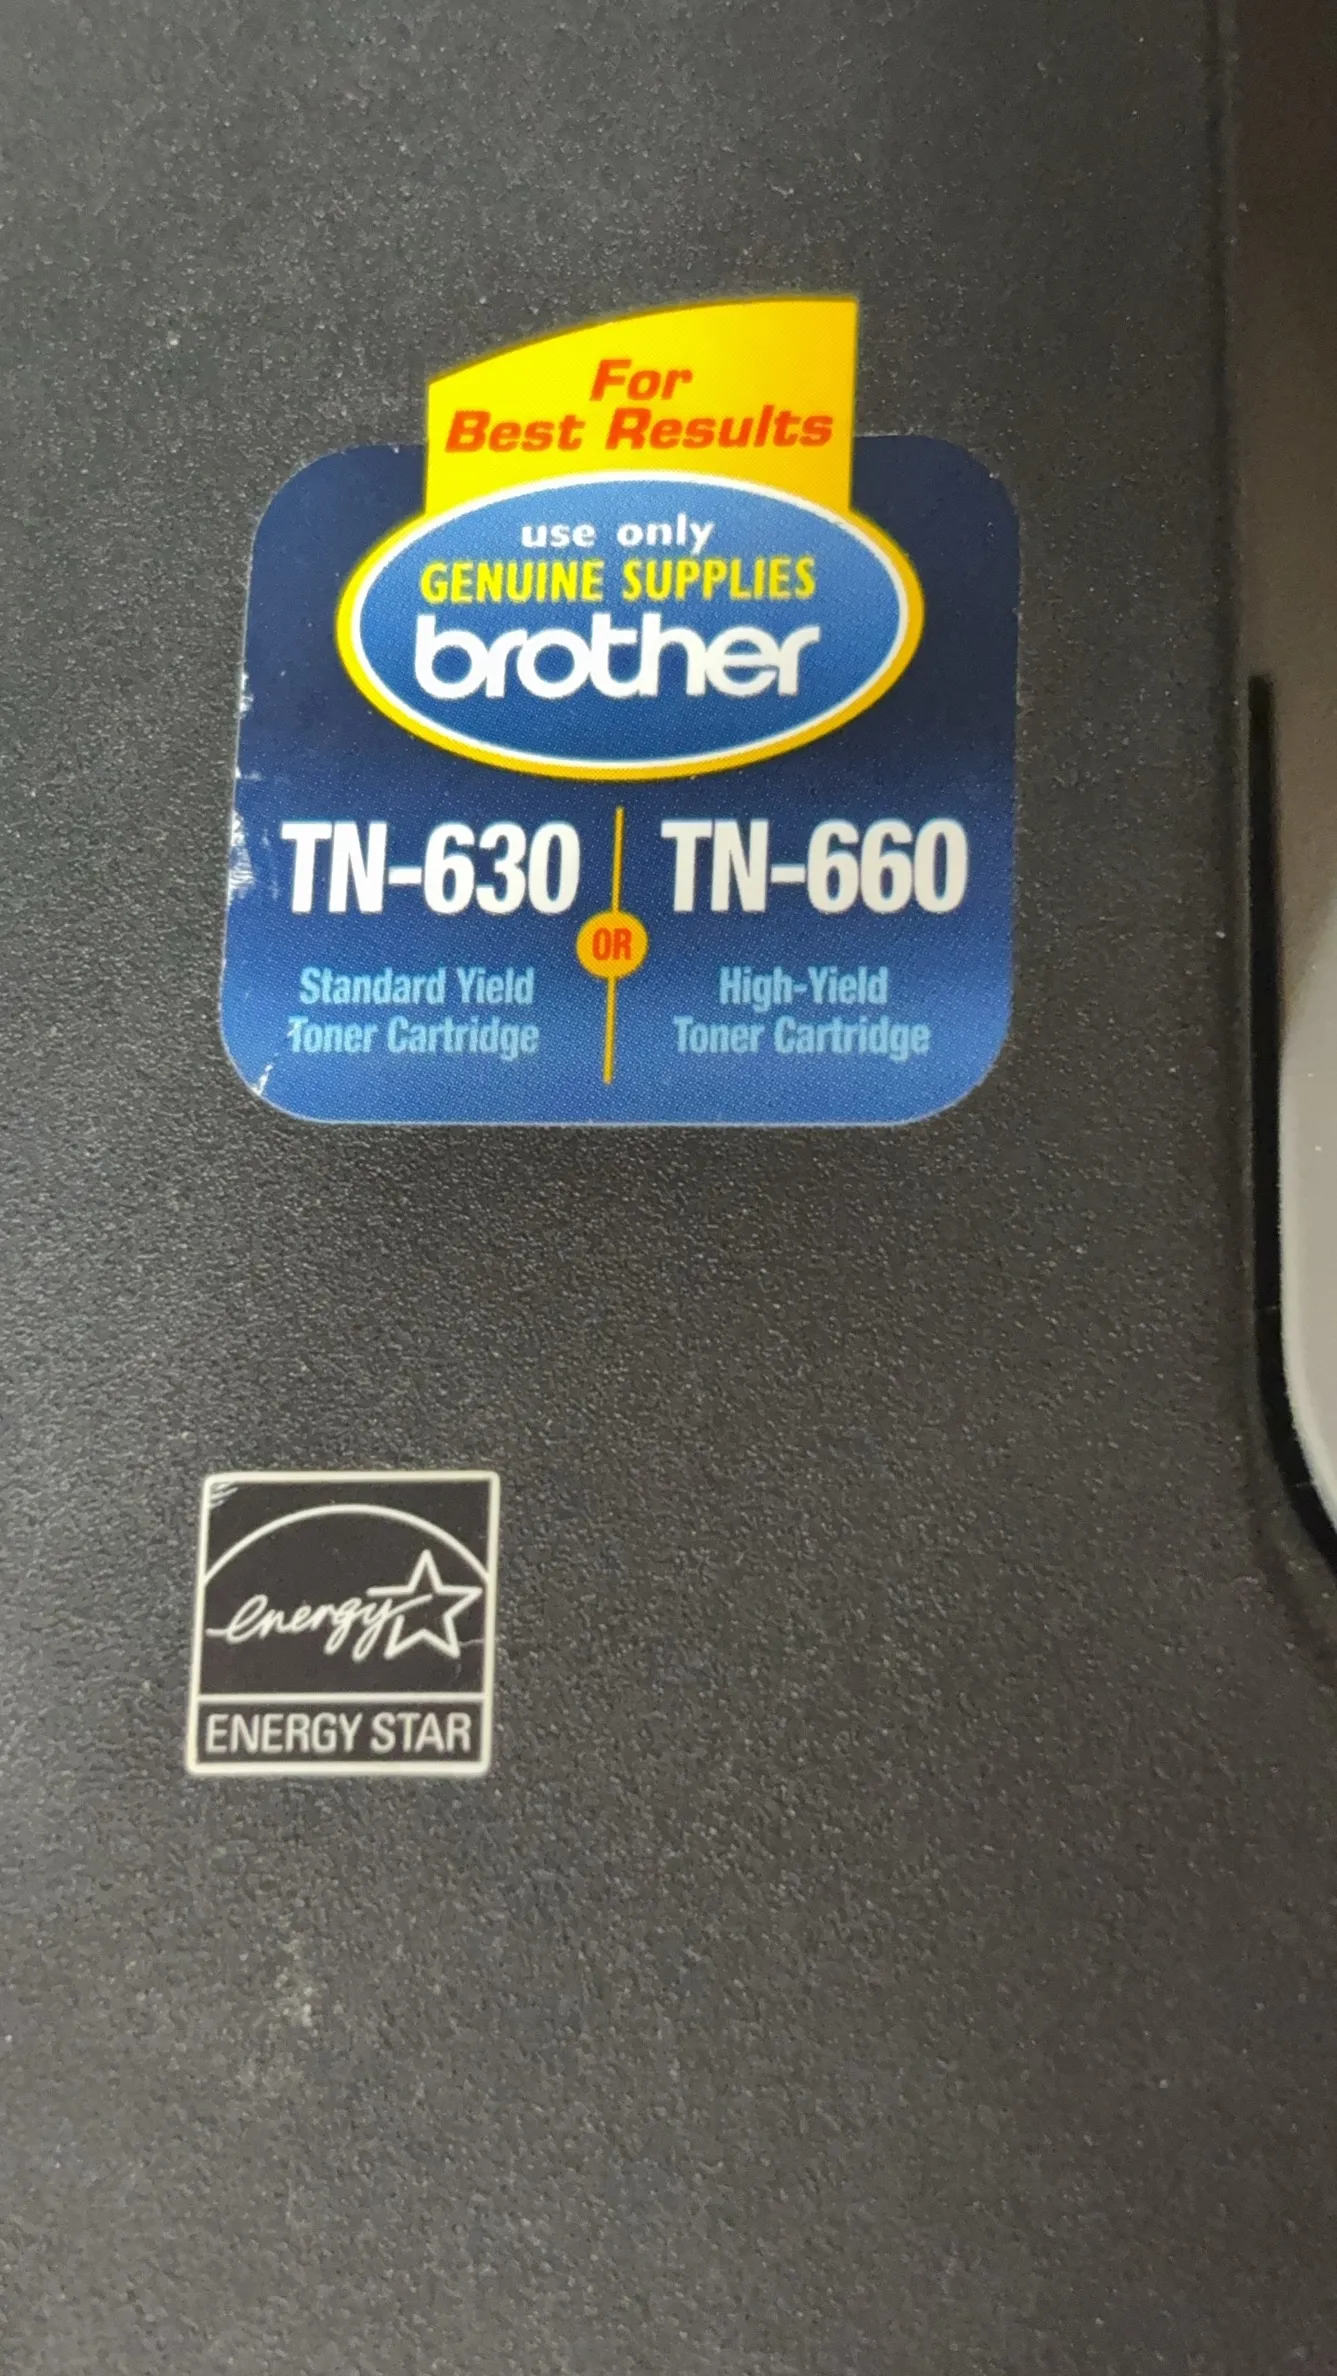 For
Best Results
use only
GENUINE SUPPLIES
brother
TN-630
Standard Yield
Toner Cartridge
OR
TN-660
High-Yield
Toner Cartridge
energy
ENERGY STAR